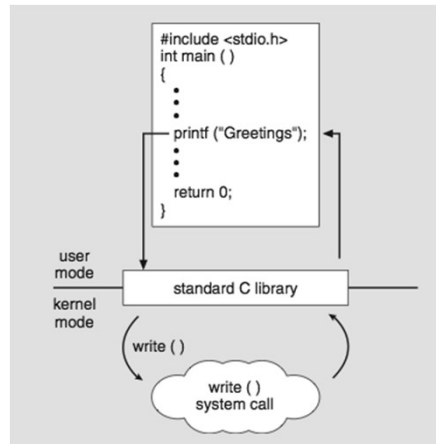 #include <stdio.h>
int main ( )
{
•
•
•
printf ("Greetings");
•
•
•
return 0;
}
user
mode
standard C library
kernel
mode
write ( )
write ( )
system call